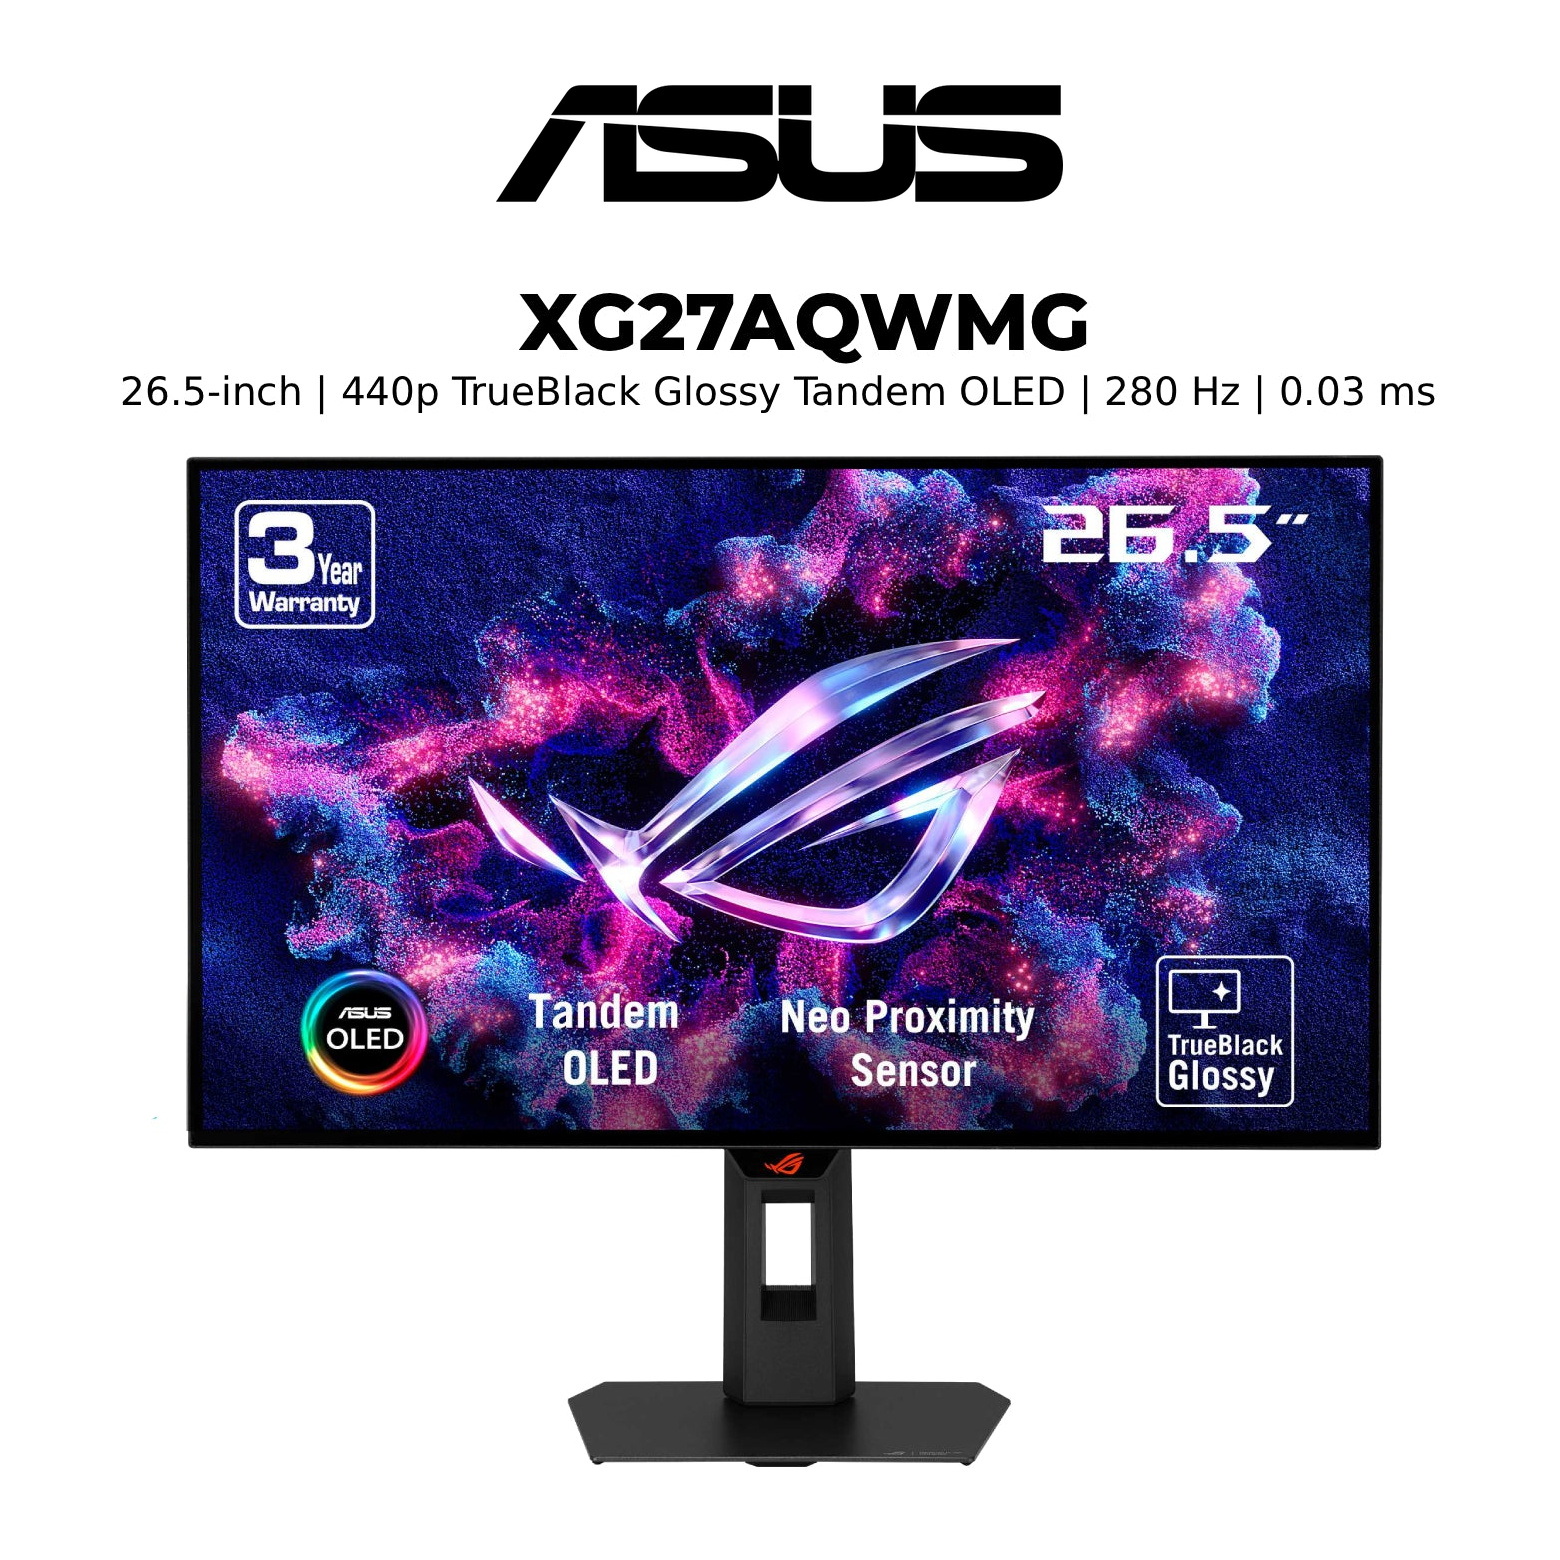 ASUS
XG27AQWMG
26.5-inch | 440p TrueBlack Glossy Tandem OLED | 280 Hz | 0.03 ms
3 Year
Warranty
26.5"
ASUS
OLED
Tandem
OLED
Neo Proximity
Sensor
TrueBlack
Glossy